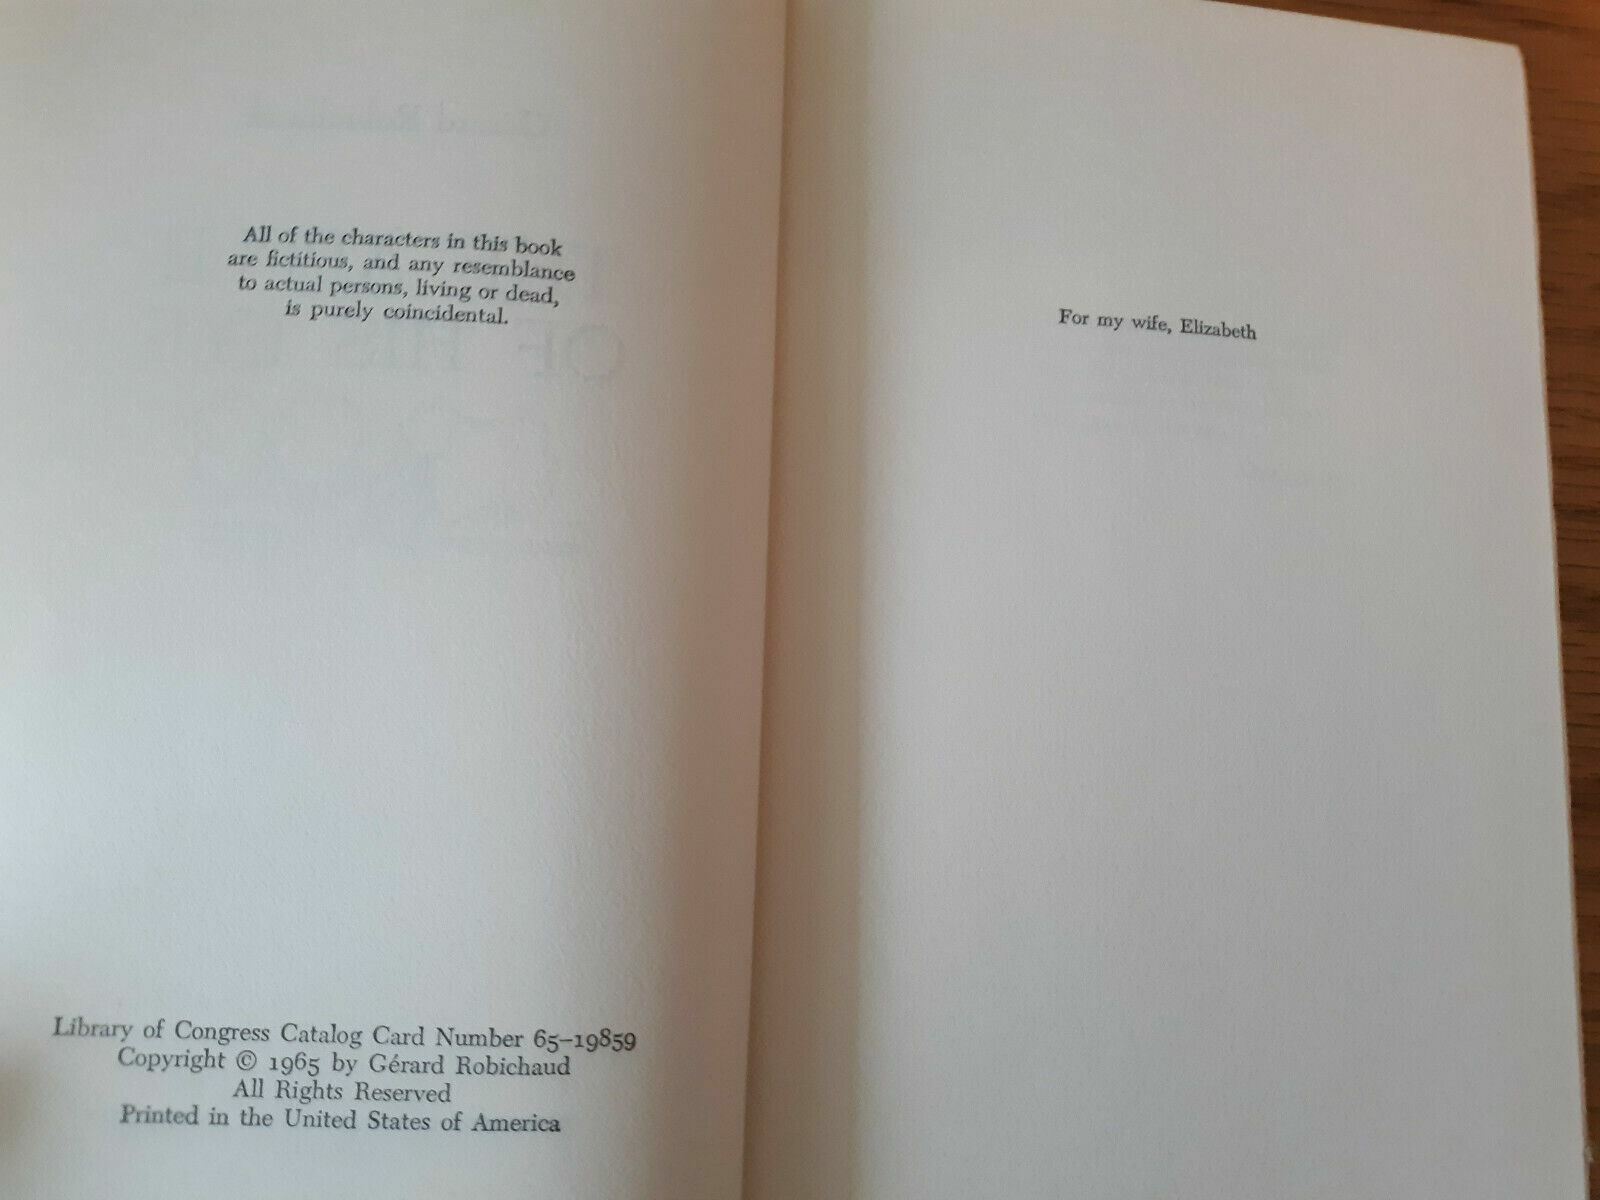 All of the characters in this book
are fictitious, and any resemblance
to actual persons, living or dead,
is purely coincidental.
Library of Congress Catalog Card Number 65–19859
Copyright © 1965 by Gérard Robichaud
All Rights Reserved
Printed in the United States of America
For my wife, Elizabeth